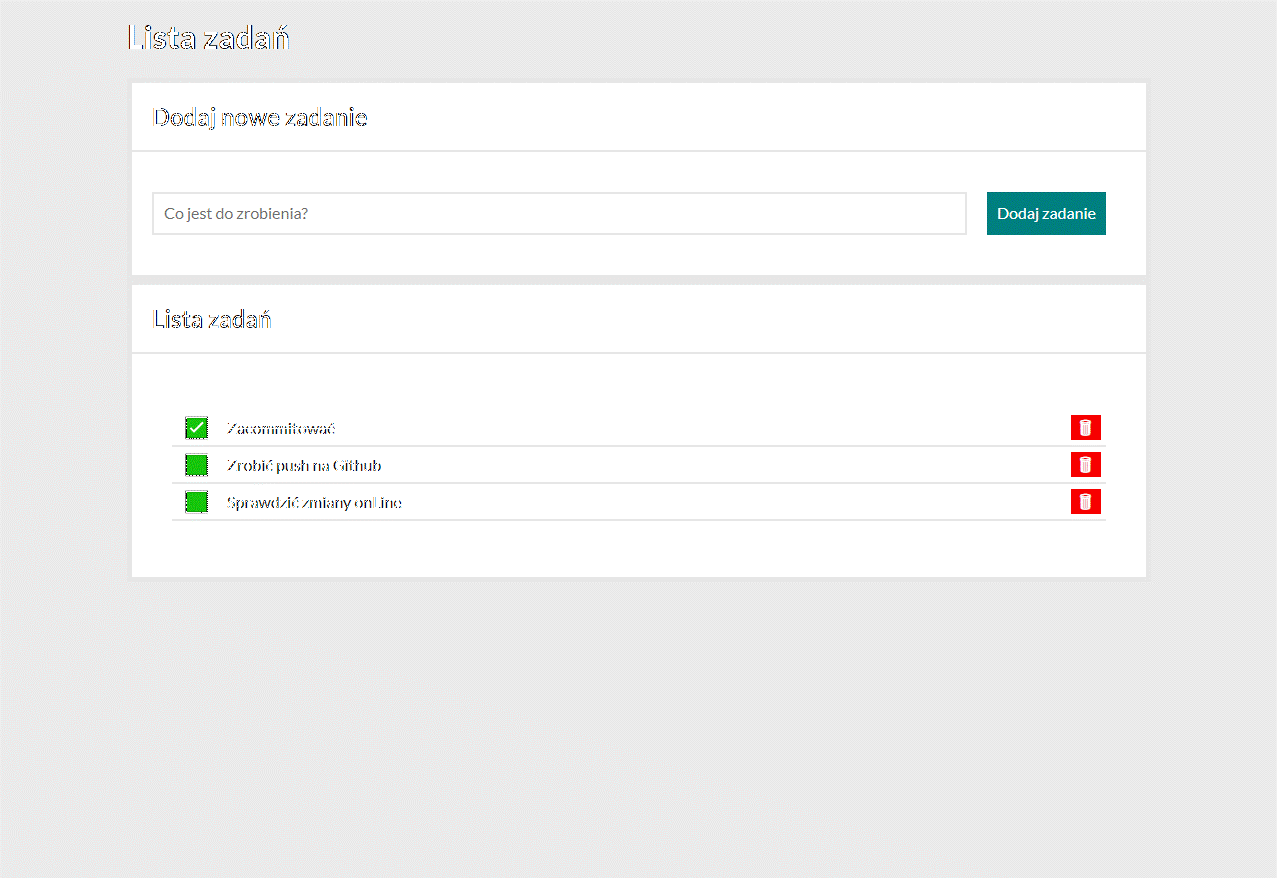 Lista zadań
Dodaj nowe zadanie
Co jest do zrobienia? Dodaj zadanie
Lista zadań
Zacommitować
Zrobić push na Github
Sprawdzić zmiany onLine